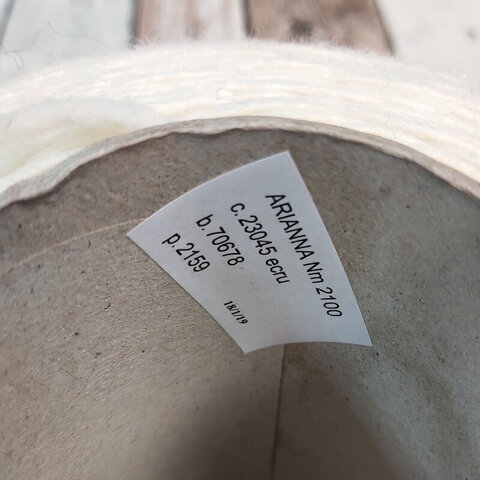 ARIANNA Nm 2100
c. 23045 ecru
b. 70678
p. 2159
18/1/19